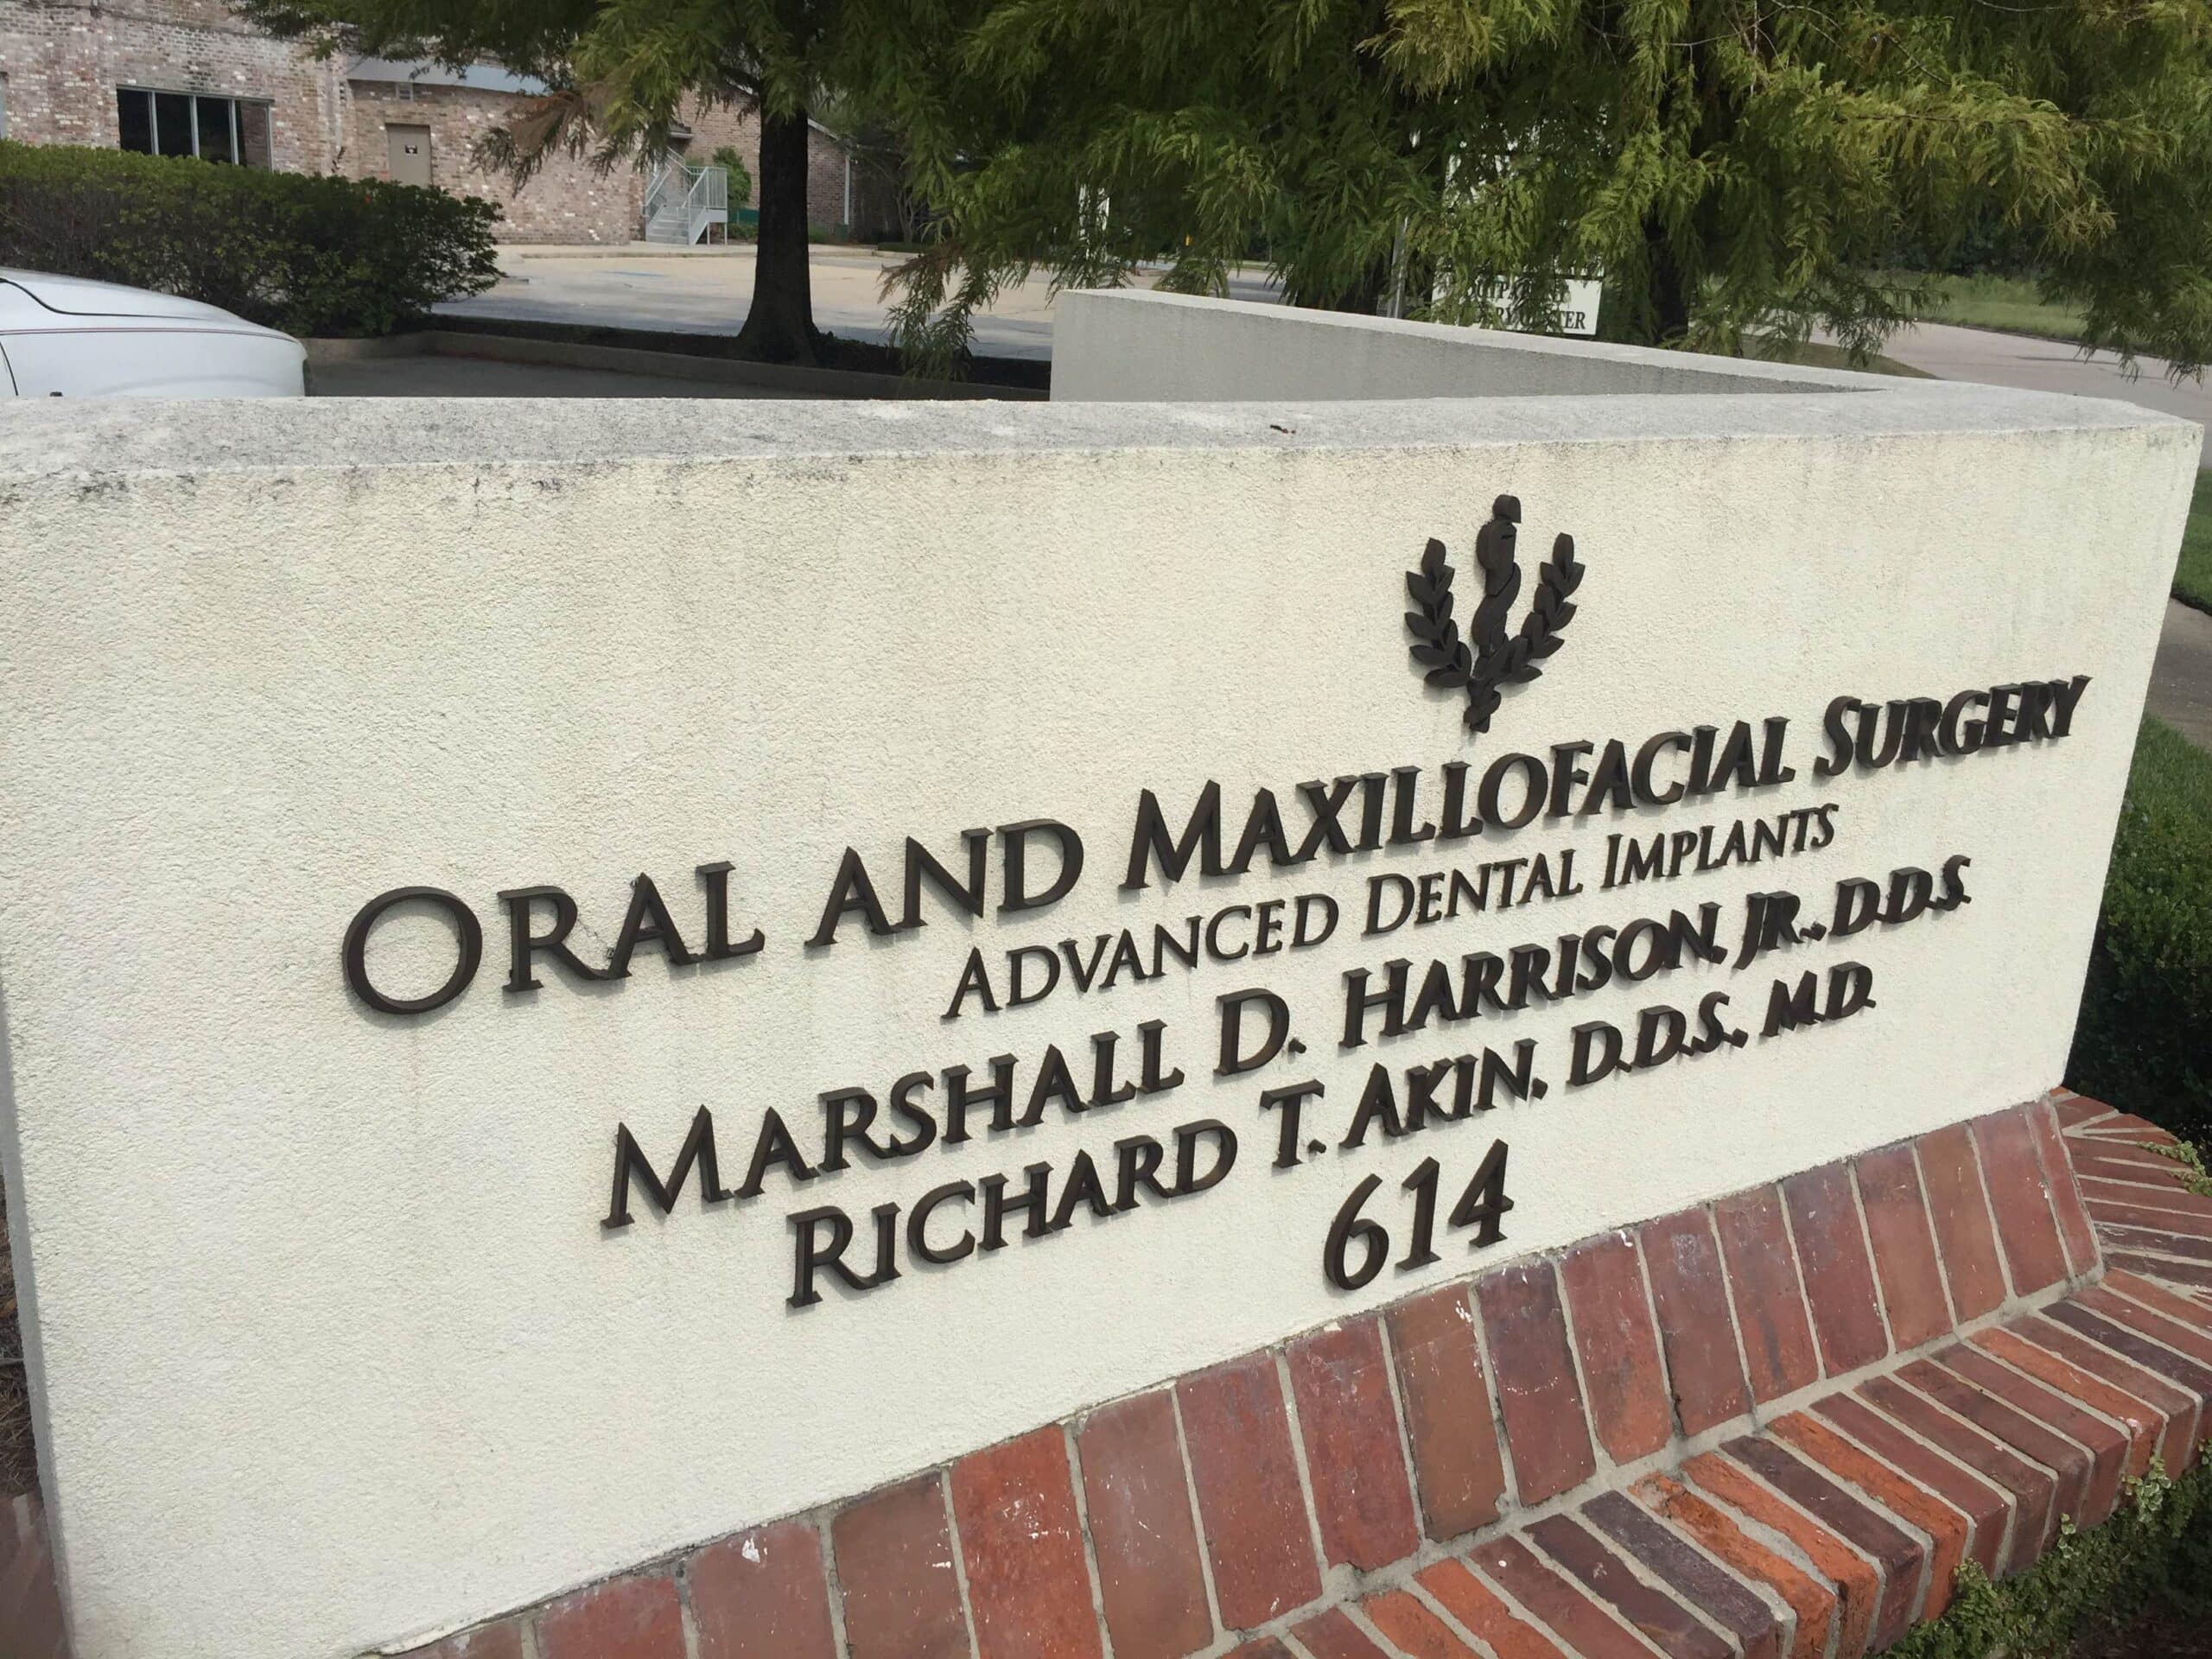 ORAL AND MAXILLOFACIAL SURGERY
ADVANCED DENTAL IMPLANTS
MARSHALL D. HARRISON, JR., D.D.S.
RICHARD T. AKIN, D.D.S., M.D.
614